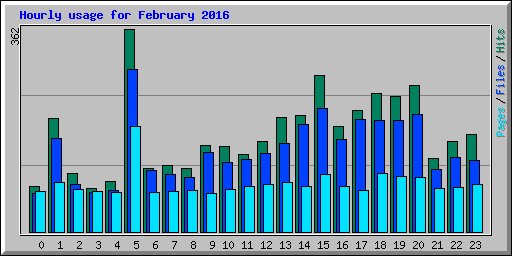 Hourly usage for February 2016
362
Pages / Files / Hits
0 1 2 3 4 5 6 7 8 9 10 11 12 13 14 15 16 17 18 19 20 21 22 23